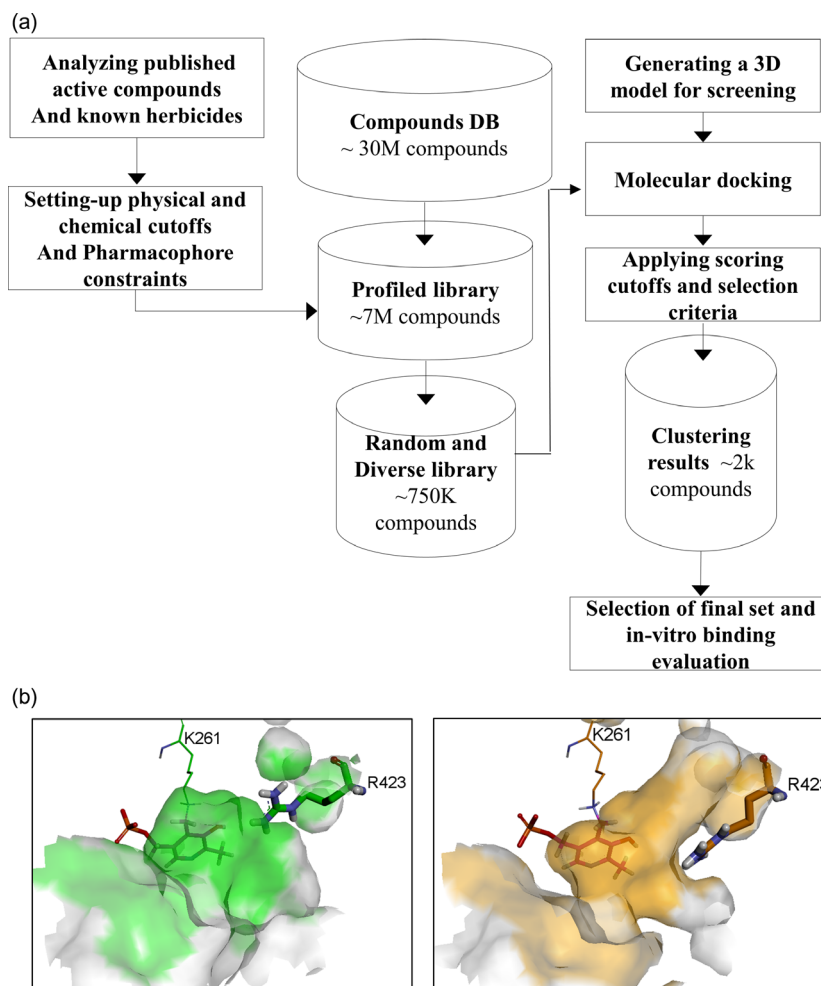 (a)
Analyzing published
active compounds
And known herbicides
Setting-up physical and
chemical cutoffs
And Pharmacophore
constraints
Compounds DB
~ 30M compounds
Profiled library
~7M compounds
Random and
Diverse library
~750K
compounds
Generating a 3D
model for screening
Molecular docking
Applying scoring
cutoffs and selection
criteria
Clustering
results ~2k
compounds
Selection of final set and
in-vitro binding
evaluation
(b)
K261
R423
K261
R423